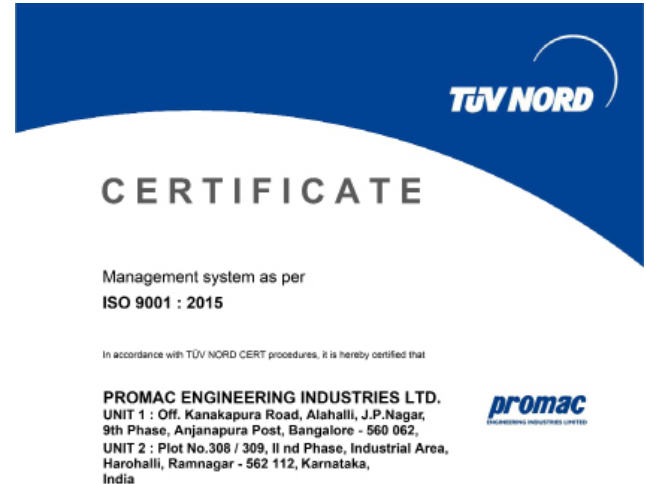 TÜV NORD
CERTIFICATE
Management system as per
ISO 9001 : 2015
In accordance with TÜV NORD CERT procedures, it is hereby certified that
PROMAC ENGINEERING INDUSTRIES LTD.
UNIT 1 : Off. Kanakapura Road, Alahalli, J.P.Nagar,
9th Phase, Anjanapura Post, Bangalore - 560 062,
UNIT 2 : Plot No.308 / 309, II nd Phase, Industrial Area,
Harohalli, Ramnagar - 562 112, Karnataka,
India
promac
ENGINEERING INDUSTRIES LIMITED